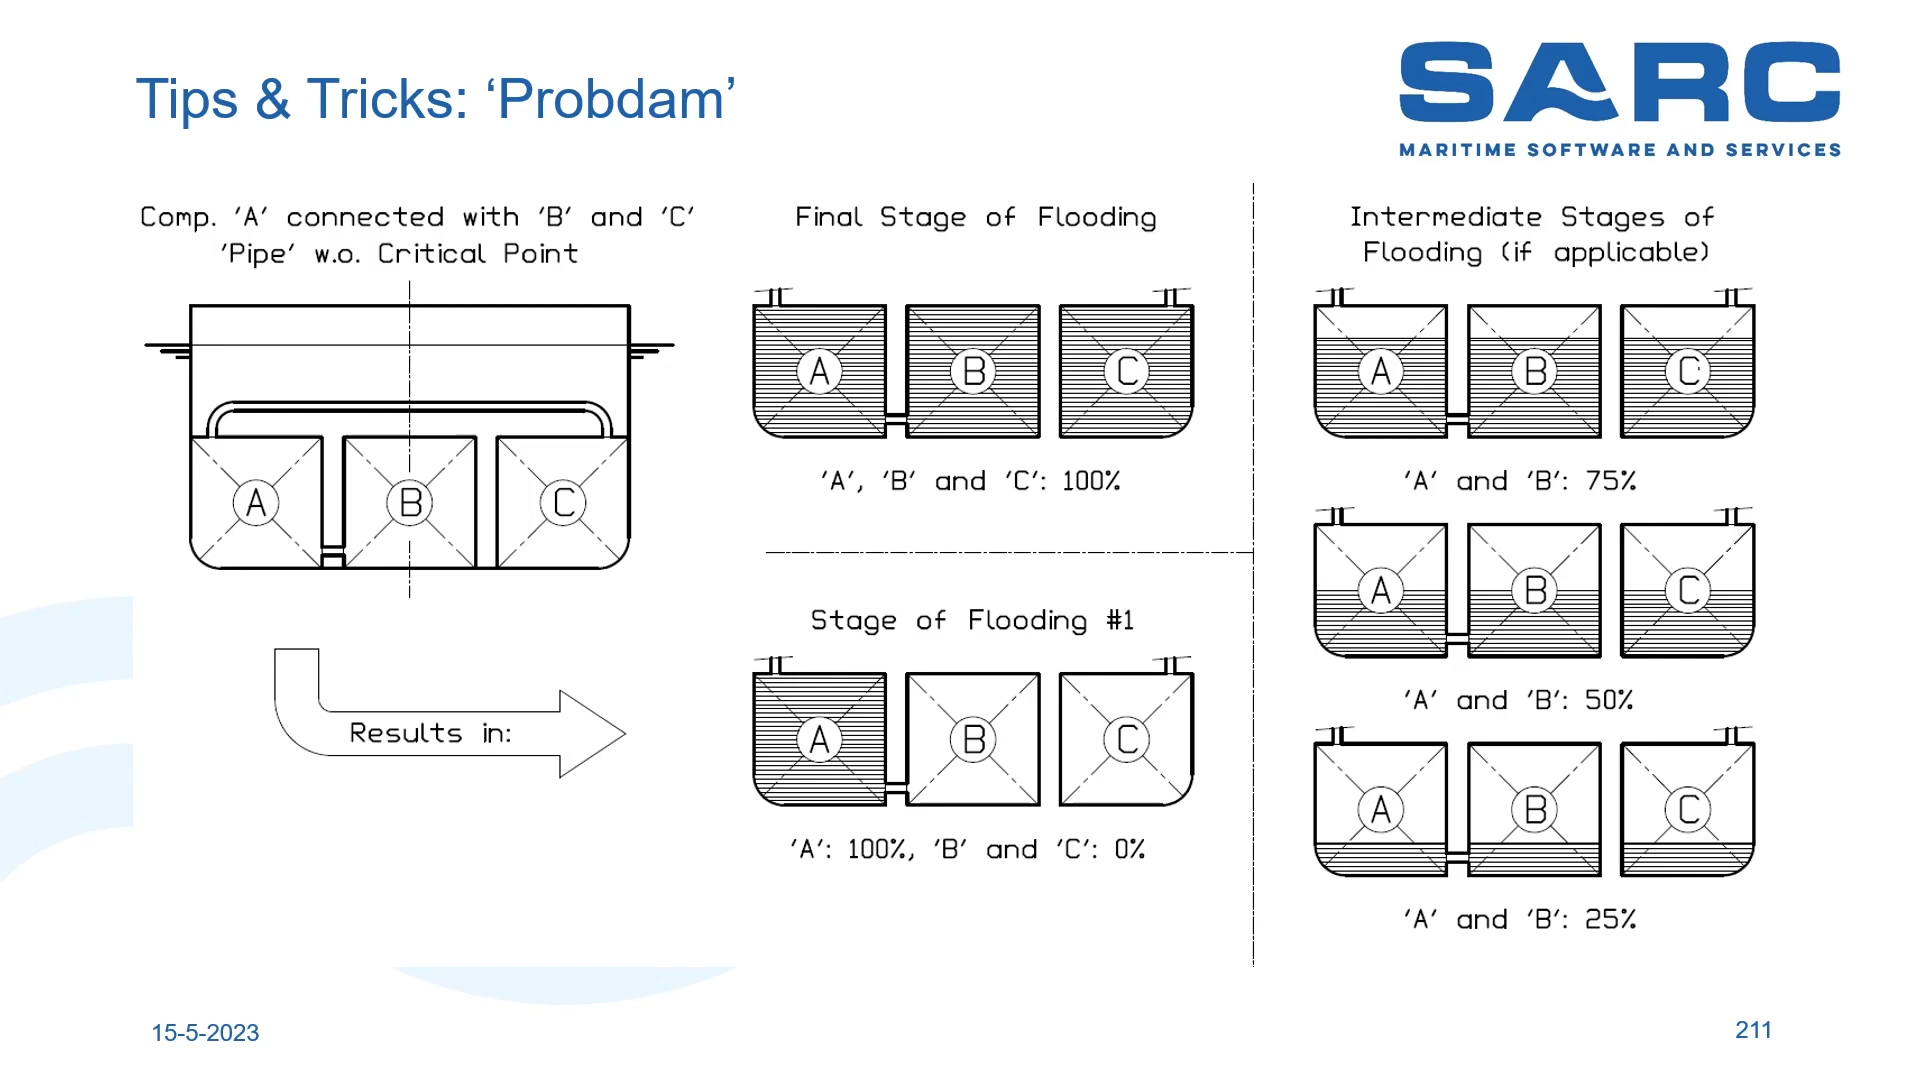 Tips & Tricks: ‘Probdam’
SARC
MARITIME SOFTWARE AND SERVICES
Comp. 'A' connected with 'B' and 'C'
'Pipe' w.o. Critical Point
A
B
C
Results in:
Final Stage of Flooding
A
B
C
'A', 'B' and 'C': 100%
Stage of Flooding #1
A
B
C
'A': 100%, 'B' and 'C': 0%
Intermediate Stages of
Flooding (if applicable)
A
B
C
'A' and 'B': 75%
A
B
C
'A' and 'B': 50%
A
B
C
'A' and 'B': 25%
15-5-2023
211